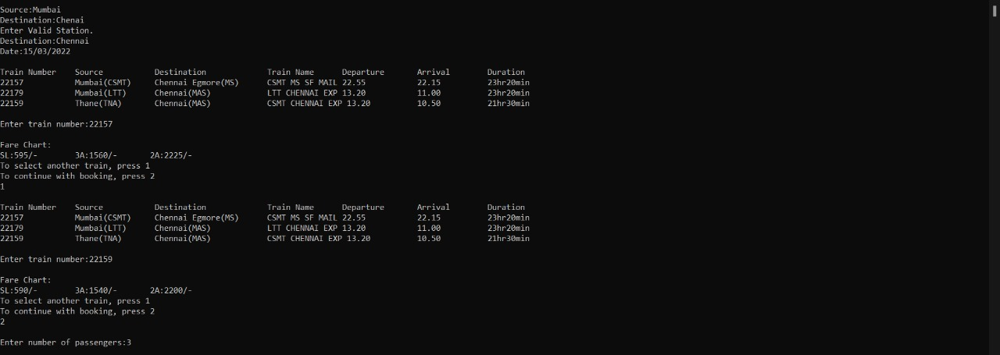 Source:Mumbai
Destination:Chenai
Enter Valid Station.
Destination:Chennai
Date:15/03/2022
Train Number Source Destination Train Name Departure Arrival Duration
22157 Mumbai(CSMT) Chennai Egmore(MS) CSMT MS SF MAIL 22.55 22.15 23hr20min
22179 Mumbai(LTT) Chennai(MAS) LTT CHENNAI EXP 13.20 11.00 23hr20min
22159 Thane(TNA) Chennai(MAS) CSMT CHENNAI EXP 13.20 10.50 21hr30min
Enter train number:22157
Fare Chart:
SL:595/- 3A:1560/- 2A:2225/-
To select another train, press 1
To continue with booking, press 2
1
Train Number Source Destination Train Name Departure Arrival Duration
22157 Mumbai(CSMT) Chennai Egmore(MS) CSMT MS SF MAIL 22.55 22.15 23hr20min
22179 Mumbai(LTT) Chennai(MAS) LTT CHENNAI EXP 13.20 11.00 23hr20min
22159 Thane(TNA) Chennai(MAS) CSMT CHENNAI EXP 13.20 10.50 21hr30min
Enter train number:22159
Fare Chart:
SL:590/- 3A:1540/- 2A:2200/-
To select another train, press 1
To continue with booking, press 2
2
Enter number of passengers:3